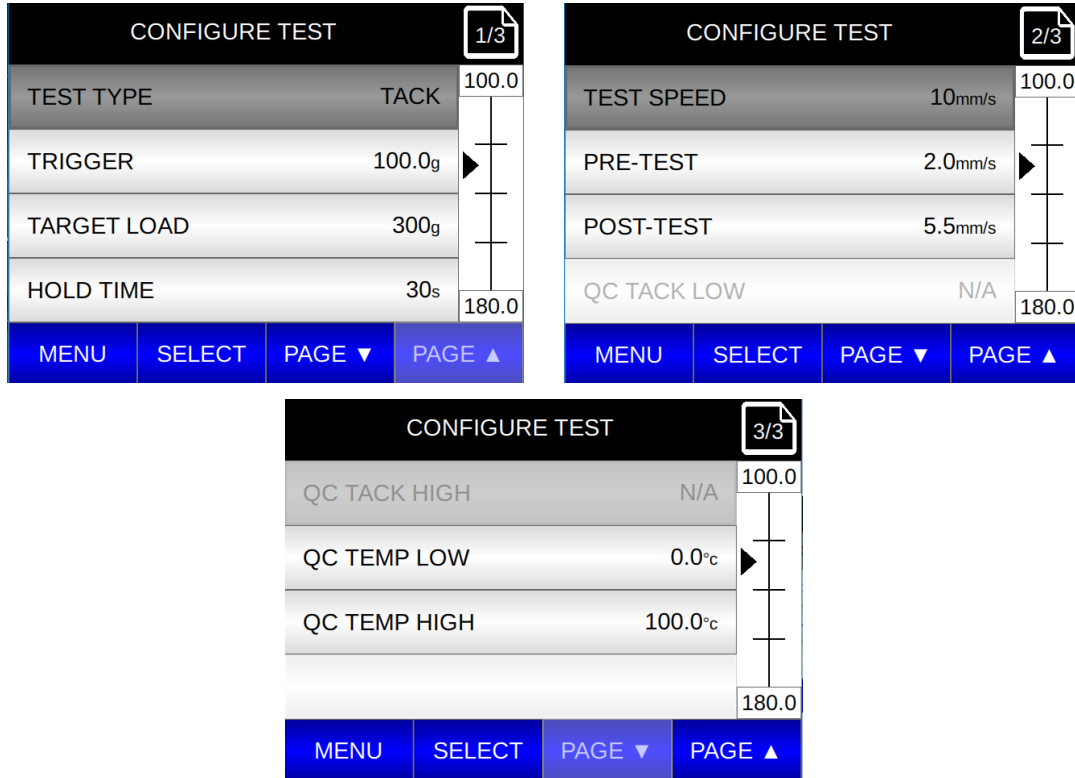 CONFIGURE TEST 1/3
TEST TYPE TACK 100.0
TRIGGER 100.0g
TARGET LOAD 300g
HOLD TIME 30s 180.0
MENU SELECT PAGE ▼ PAGE ▲
CONFIGURE TEST 2/3
TEST SPEED 10mm/s 100.0
PRE-TEST 2.0mm/s
POST-TEST 5.5mm/s
QC TACK LOW N/A 180.0
MENU SELECT PAGE ▼ PAGE ▲
CONFIGURE TEST 3/3
QC TACK HIGH N/A 100.0
QC TEMP LOW 0.0°c
QC TEMP HIGH 100.0°c
180.0
MENU SELECT PAGE ▼ PAGE ▲